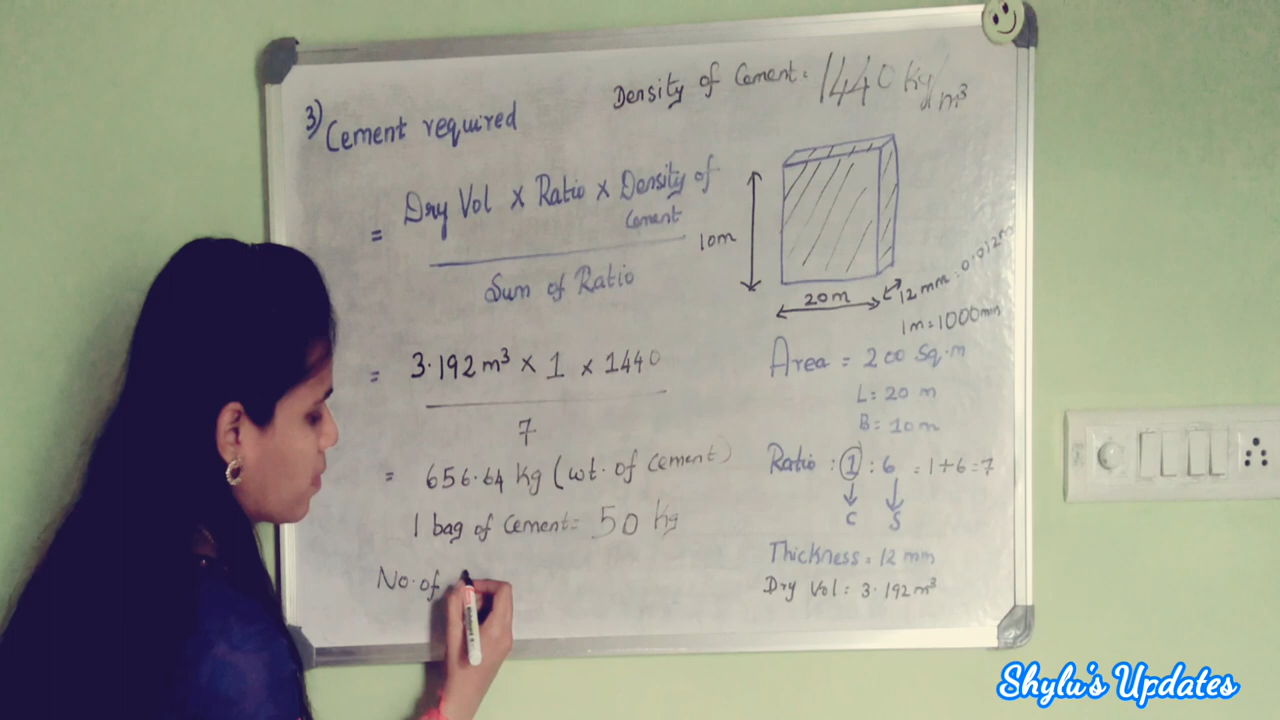 3) Cement required
Density of Cement: 1440 kg/m³
= Dry Vol × Ratio × Density of
Cement
Sum of Ratio
= 3.192 m³ × 1 × 1440
7
= 656.64 kg (wt. of cement)
1 bag of cement = 50 kg
No. of
10m
20m
12 mm = 0.012m
1m = 1000mm
Area = 200 Sq.m
L = 20 m
B = 10m
Ratio : 1 : 6 = 1+6 = 7
C S
Thickness = 12 mm
Dry Vol = 3.192m³
Shylu's Updates